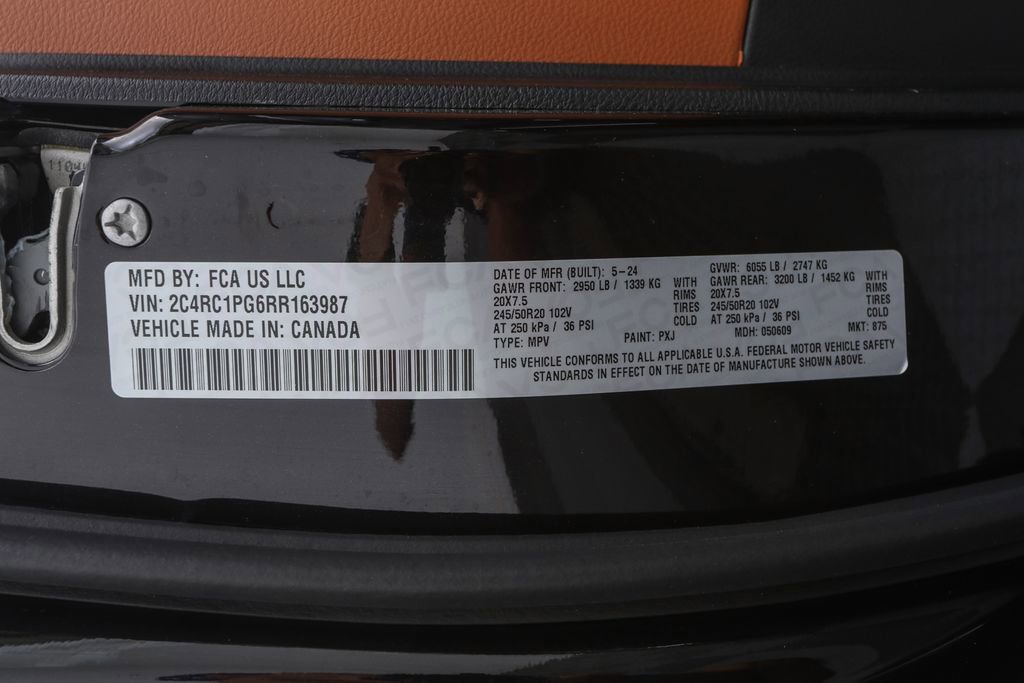 MFD BY: FCA US LLC
VIN: 2C4RC1PG6RR163987
VEHICLE MADE IN: CANADA
DATE OF MFR (BUILT): 5-24
GAWR FRONT: 2950 LB / 1339 KG WITH
20X7.5 RIMS
245/50R20 102V TIRES
AT 250 kPa / 36 PSI COLD
TYPE: MPV PAINT: PXJ
GVWR: 6055 LB / 2747 KG
GAWR REAR: 3200 LB / 1452 KG WITH
20X7.5 RIMS
245/50R20 102V TIRES
AT 250 kPa / 36 PSI COLD
MDH: 050609 MKT: 875
THIS VEHICLE CONFORMS TO ALL APPLICABLE U.S.A. FEDERAL MOTOR VEHICLE SAFETY
STANDARDS IN EFFECT ON THE DATE OF MANUFACTURE SHOWN ABOVE.